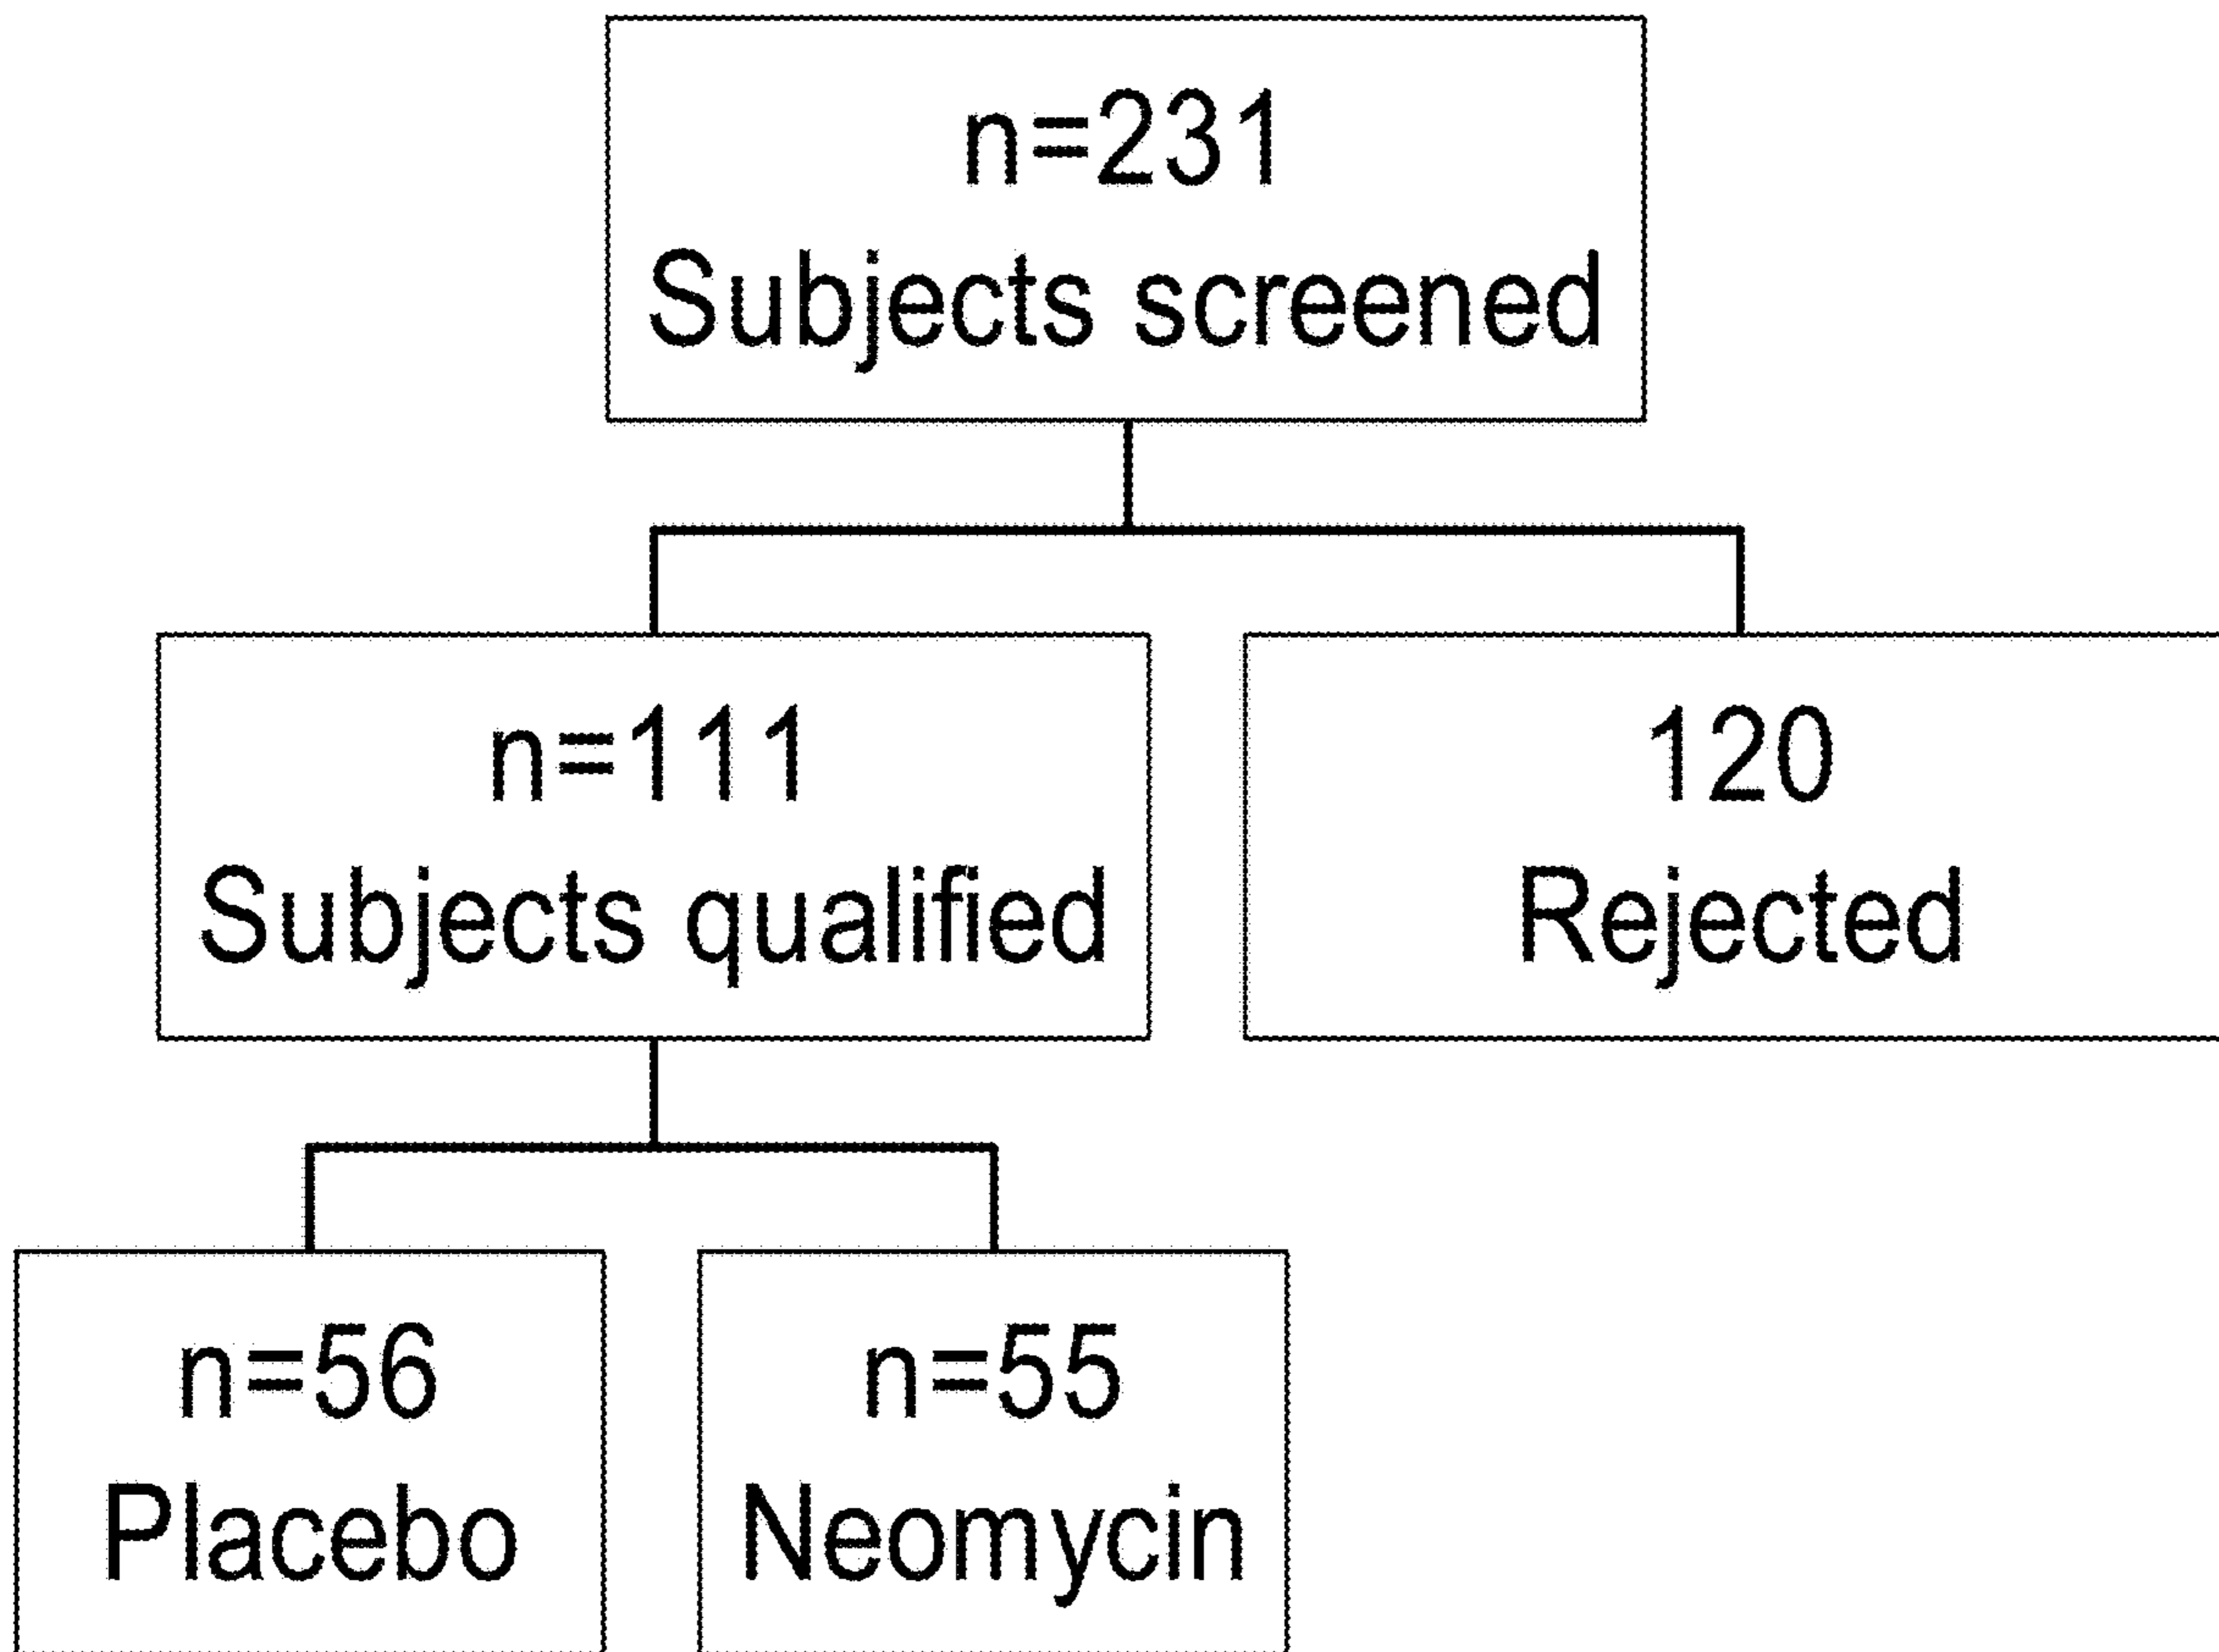 n=231
Subjects screened
n=111
Subjects qualified
120
Rejected
n=56
Placebo
n=55
Neomycin